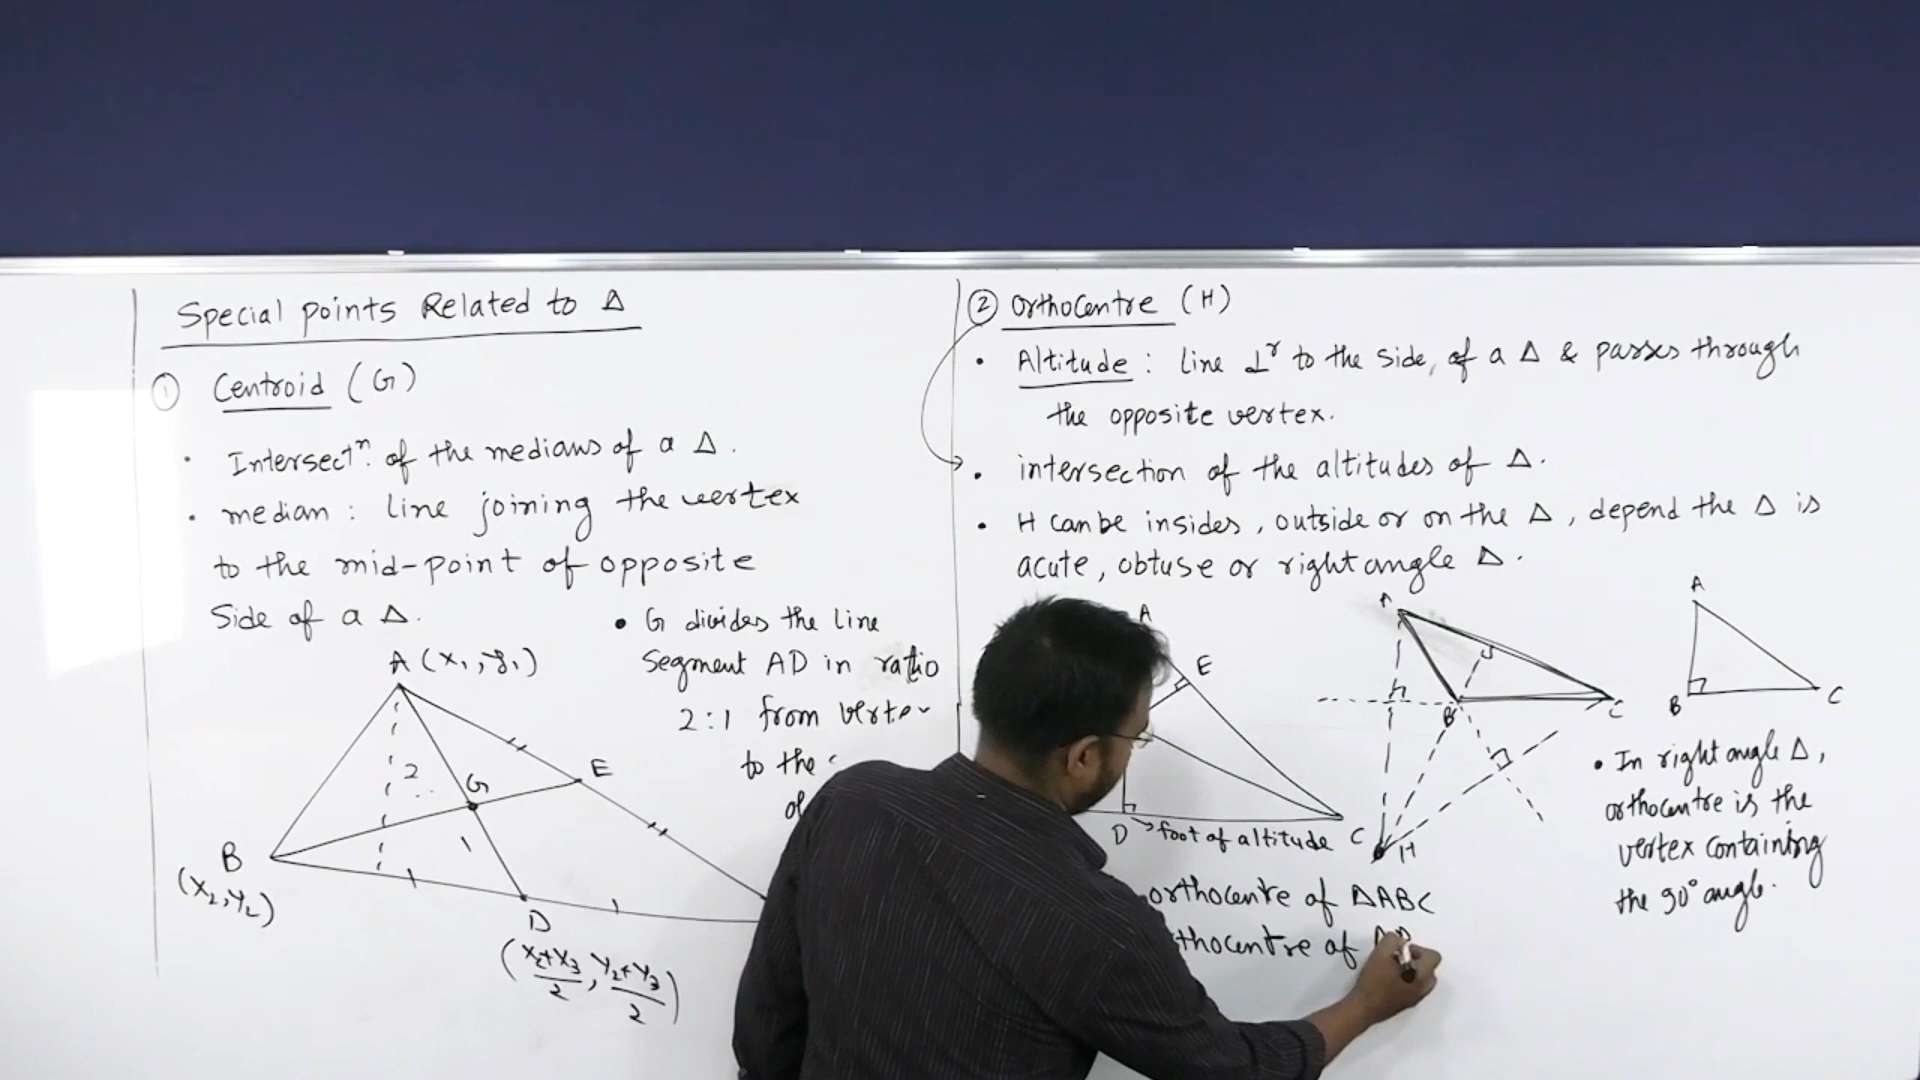 Special points Related to Δ
① Centroid (G)
• Intersectⁿ. of the medians of a Δ.
• median : line joining the vertex
to the mid-point of opposite
Side of a Δ.
• G divides the line
segment AD in ratio
2:1 from
to the
A (x₁, y₁)
2
G
E
B
(x₂, y₂)
1
D
(x₂+x₃/2, y₂+y₃/2)
② Orthocentre (H)
• Altitude : line ⊥ʳ to the side, of a Δ & passes through
the opposite vertex.
• intersection of the altitudes of Δ.
• H can be insides, outside or on the Δ, depend the Δ is
acute, obtuse or right angle Δ.
A
E
D
→ foot of altitude
C
orthocentre of ΔABC
thocentre of
A
B
C
H
A
B
C
• In right angle Δ,
orthocentre is the
vertex containing
the 90° angle.